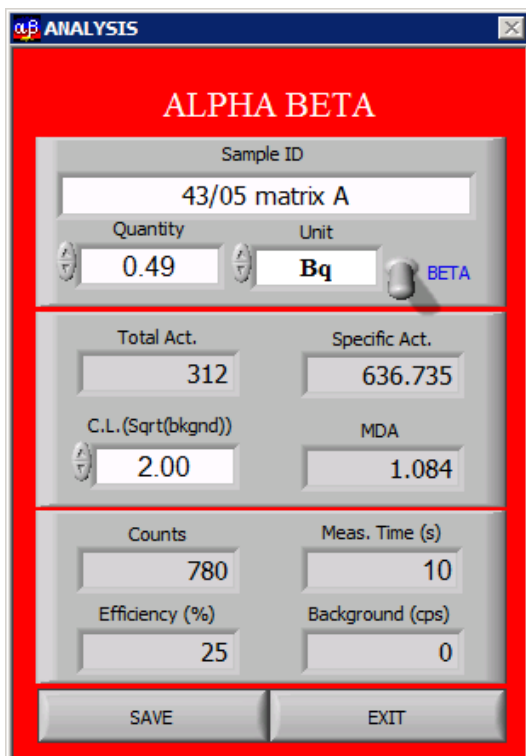 αβ ANALYSIS
ALPHA BETA
Sample ID
43/05 matrix A
Quantity Unit
0.49 Bq BETA
Total Act. Specific Act.
312 636.735
C.L.(Sqrt(bkgnd)) MDA
2.00 1.084
Counts Meas. Time (s)
780 10
Efficiency (%) Background (cps)
25 0
SAVE EXIT